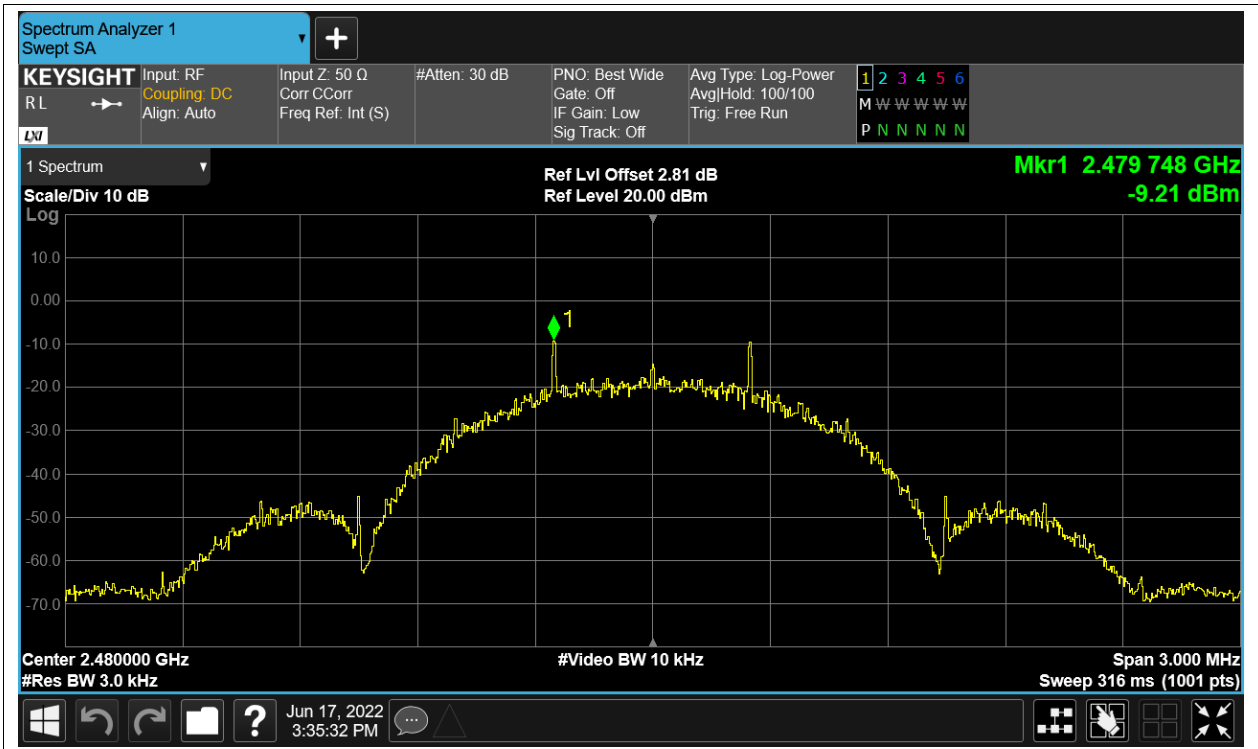 Spectrum Analyzer 1
Swept SA
KEYSIGHT
R L
LXI
Input: RF
Coupling: DC
Align: Auto
Input Z: 50 Ω
Corr CCorr
Freq Ref: Int (S)
#Atten: 30 dB
PNO: Best Wide
Gate: Off
IF Gain: Low
Sig Track: Off
Avg Type: Log-Power
Avg|Hold: 100/100
Trig: Free Run
1 2 3 4 5 6
M W W W W W W
P N N N N N
1 Spectrum
Scale/Div 10 dB
Log
Ref Lvl Offset 2.81 dB
Ref Level 20.00 dBm
Mkr1 2.479 748 GHz
-9.21 dBm
10.0
0.00
-10.0
-20.0
-30.0
-40.0
-50.0
-60.0
-70.0
1
Center 2.480000 GHz
#Res BW 3.0 kHz
#Video BW 10 kHz
Span 3.000 MHz
Sweep 316 ms (1001 pts)
?
Jun 17, 2022
3:35:32 PM